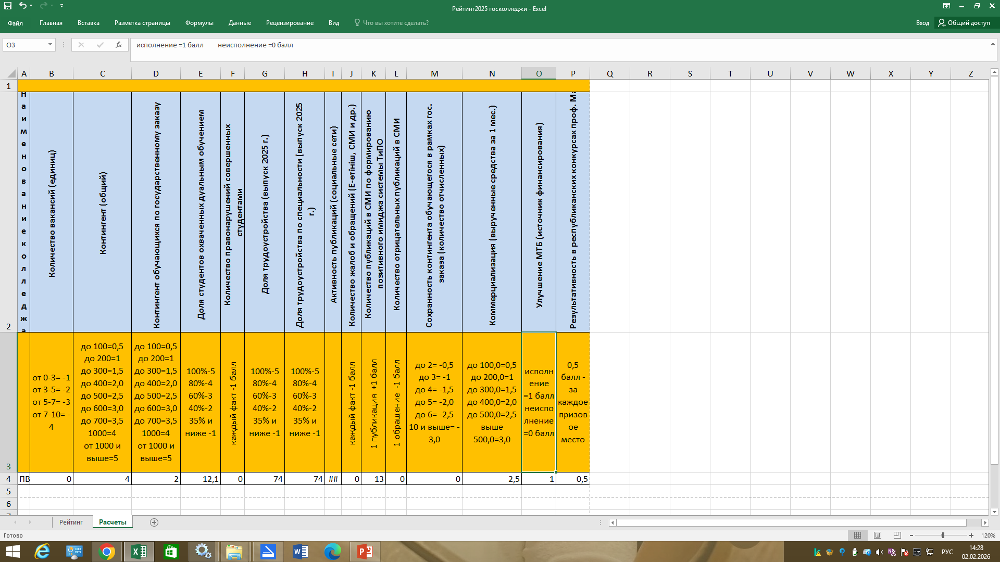 Рейтинг2025 госколледжи - Excel
Файл Главная Вставка Разметка страницы Формулы Данные Рецензирование Вид Что вы хотите сделать? Вход Общий доступ
O3 fx исполнение =1 балл неисполнение =0 балл
A B C D E F G H I J K L M N O P Q R S T U V W X Y Z
1
2
Наименование колледжа
Количество вакансий (единиц)
Контингент (общий)
Контингент обучающихся по государственному заказу
Доля студентов охваченных дуальным обучением
Количество правонарушений совершенных
студентами
Доля трудоустройства (выпуск 2025 г.)
Доля трудоустройства по специальности (выпуск 2025
г.)
Активность публикаций (социальные сети)
Количество жалоб и обращений (Е-өтініш, СМИ и др.)
Количество публикаций в СМИ по формированию
позитивного имиджа системы ТиПО
Количество отрицательных публикаций в СМИ
Сохранность контингента обучающегося в рамках гос.
заказа (количество отчисленных)
Коммерциализация (вырученные средства за 1 мес.)
Улучшение МТБ (источник финансирования)
Результативность в республиканских конкурсах проф. Ма
3
от 0-3= -1
от 3-5= -2
от 5-7= -3
от 7-10= -
4
до 100=0,5
до 200=1
до 300=1,5
до 400=2,0
до 500=2,5
до 600=3,0
до 700=3,5
1000=4
от 1000 и
выше=5
до 100=0,5
до 200=1
до 300=1,5
до 400=2,0
до 500=2,5
до 600=3,0
до 700=3,5
1000=4
от 1000 и
выше=5
100%-5
80%-4
60%-3
40%-2
35% и
ниже -1
каждый факт -1 балл
100%-5
80%-4
60%-3
40%-2
35% и
ниже -1
100%-5
80%-4
60%-3
40%-2
35% и
ниже -1
каждый факт -1 балл
1 публикация +1 балл
1 обращение -1 балл
до 2= -0,5
до 3= -1
до 4= -1,5
до 5= -2,0
до 6= -2,5
10 и выше= -
3,0
до 100,0=0,5
до 200,0=1
до 300,0=1,5
до 400,0=2,0
до 500,0=2,5
выше
500,0=3,0
исполн
ение
=1 балл
неиспо
лнение
=0 балл
0,5
балл -
за
каждое
призов
ое
место
4 ПВ 0 4 2 12,1 0 74 74 ## 0 13 0 0 2,5 1 0,5
5
6
Рейтинг Расчеты
Готово 120%
РУС 14:28
02.02.2026